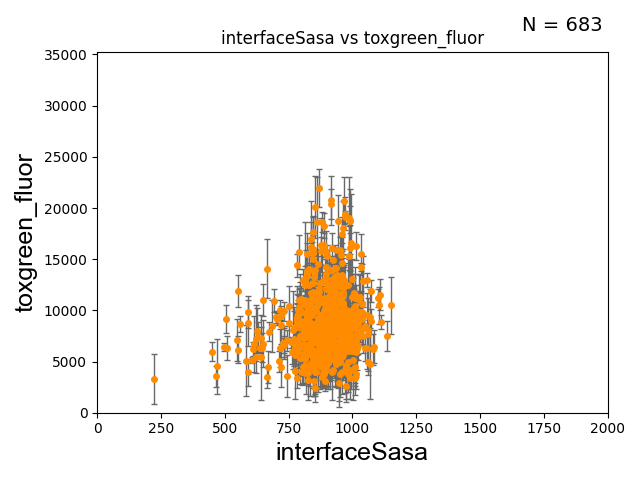 N = 683
interfaceSasa vs toxgreen_fluor
35000
30000
25000
20000
15000
10000
5000
0
toxgreen_fluor
0 250 500 750 1000 1250 1500 1750 2000
interfaceSasa